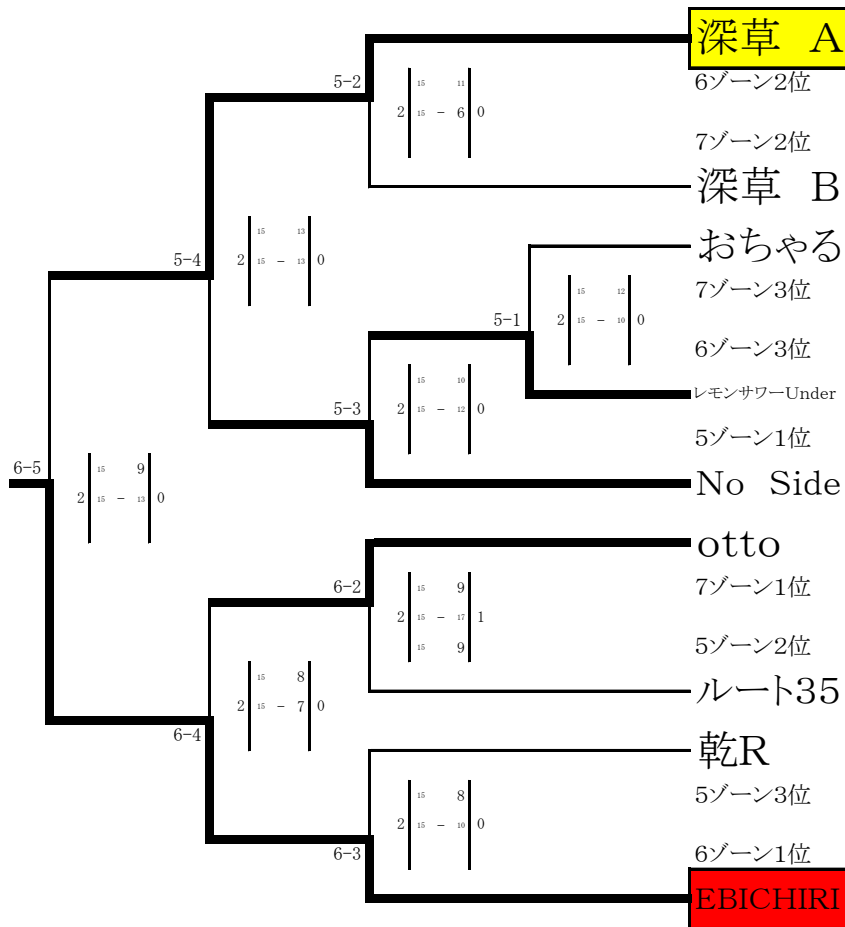 深草 A
5-2
15 11
6ゾーン2位
2 15 - 6 0
7ゾーン2位
深草 B
15 13
おちゃる
5-4
2 15 - 13 0
15 12
7ゾーン3位
5-1
2 15 - 10 0
6ゾーン3位
15 10
レモンサワーUnder
5-3
2 15 - 12 0
5ゾーン1位
6-5
15 9
No Side
2 15 - 13 0
otto
6-2
15 9
7ゾーン1位
2 15 - 17 1
15 9
5ゾーン2位
15 8
ルート35
2 15 - 7 0
6-4
乾R
15 8
5ゾーン3位
2 15 - 10 0
6-3
6ゾーン1位
EBICHIRI